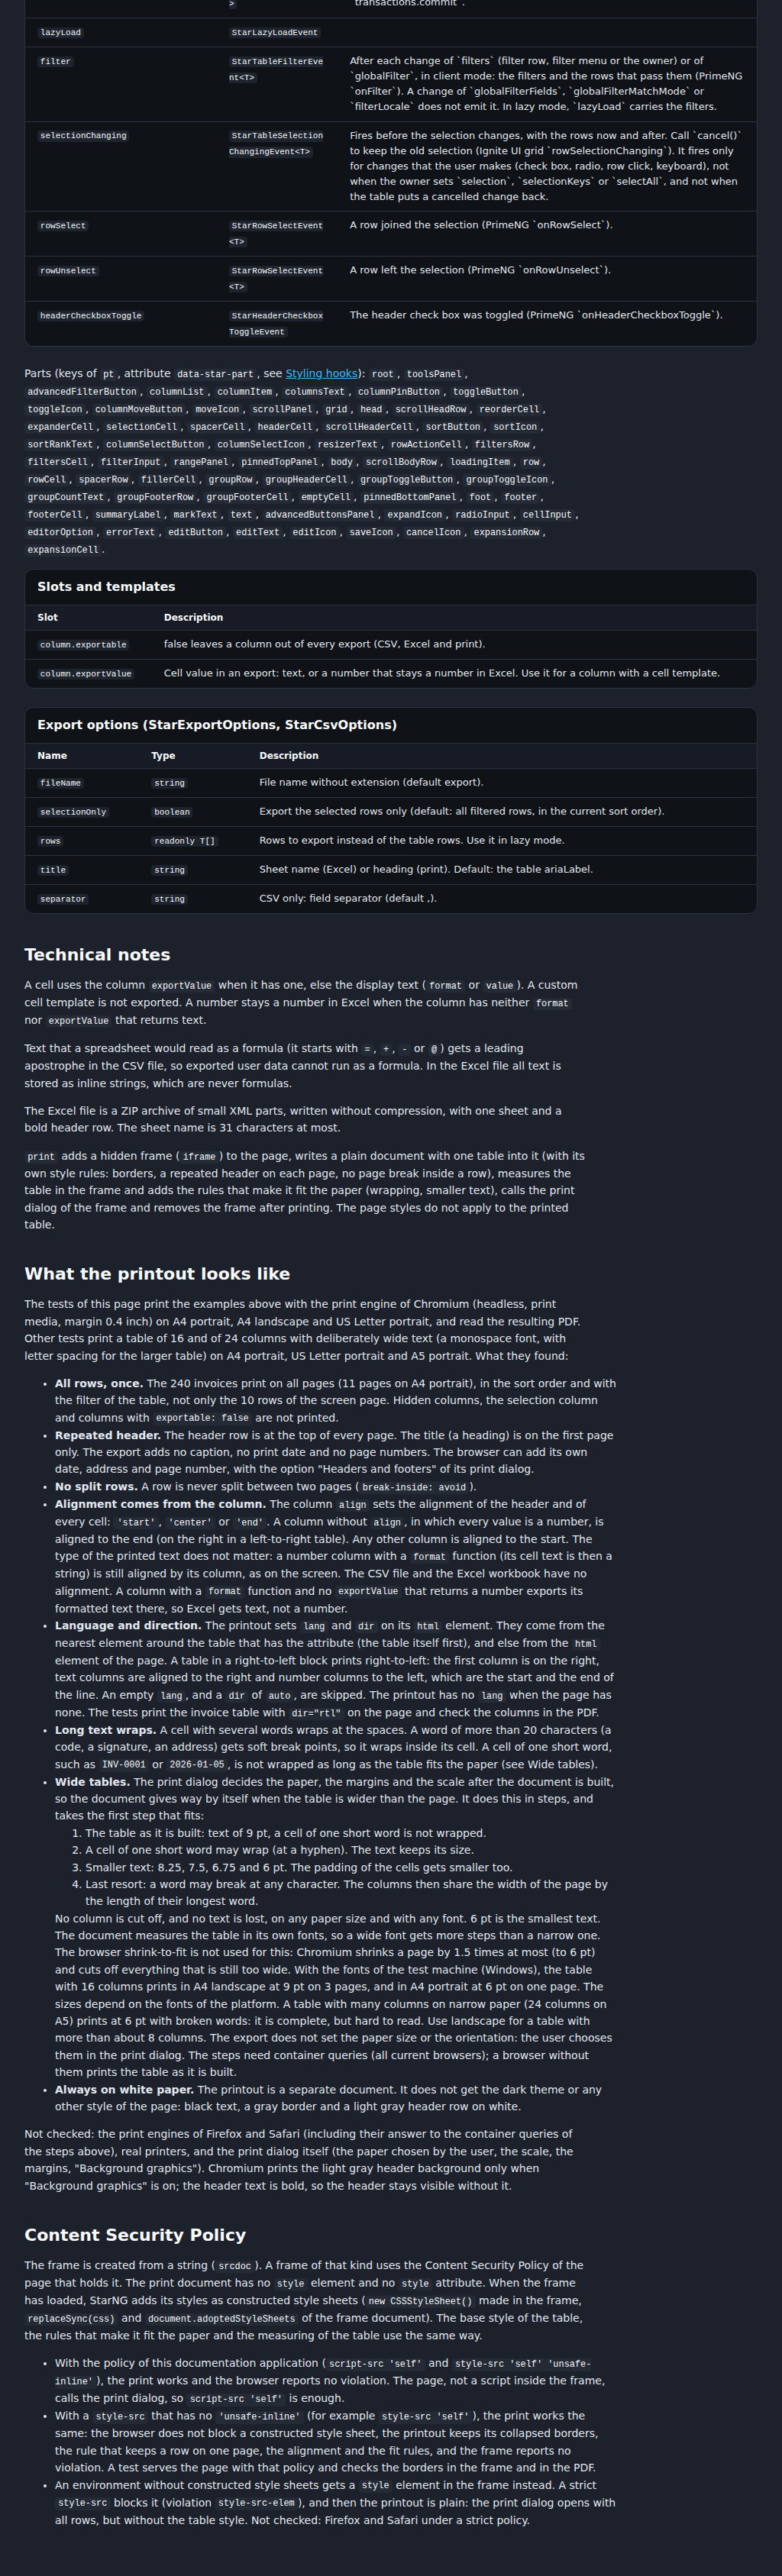 > `transactions.commit`.
lazyLoad StarLazyLoadEvent
filter StarTableFilterEve After each change of `filters` (filter row, filter menu or the owner) or of
nt<T> `globalFilter`, in client mode: the filters and the rows that pass them (PrimeNG
`onFilter`). A change of `globalFilterFields`, `globalFilterMatchMode` or
`filterLocale` does not emit it. In lazy mode, `lazyLoad` carries the filters.
selectionChanging StarTableSelection Fires before the selection changes, with the rows now and after. Call `cancel()`
ChangingEvent<T> to keep the old selection (Ignite UI grid `rowSelectionChanging`). It fires only
for changes that the user makes (check box, radio, row click, keyboard), not
when the owner sets `selection`, `selectionKeys` or `selectAll`, and not when
the table puts a cancelled change back.
rowSelect StarRowSelectEvent A row joined the selection (PrimeNG `onRowSelect`).
<T>
rowUnselect StarRowSelectEvent A row left the selection (PrimeNG `onRowUnselect`).
<T>
headerCheckboxToggle StarHeaderCheckbox The header check box was toggled (PrimeNG `onHeaderCheckboxToggle`).
ToggleEvent
Parts (keys of pt, attribute data-star-part, see Styling hooks): root, toolsPanel,
advancedFilterButton, columnList, columnItem, columnsText, columnPinButton, toggleButton,
toggleIcon, columnMoveButton, moveIcon, scrollPanel, grid, head, scrollHeadRow, reorderCell,
expanderCell, selectionCell, spacerCell, headerCell, scrollHeaderCell, sortButton, sortIcon,
sortRankText, columnSelectButton, columnSelectIcon, resizerText, rowActionCell, filtersRow,
filtersCell, filterInput, rangePanel, pinnedTopPanel, body, scrollBodyRow, loadingItem, row,
rowCell, spacerRow, fillerCell, groupRow, groupHeaderCell, groupToggleButton, groupToggleIcon,
groupCountText, groupFooterRow, groupFooterCell, emptyCell, pinnedBottomPanel, foot, footer,
footerCell, summaryLabel, markText, text, advancedButtonsPanel, expandIcon, radioInput, cellInput,
editorOption, errorText, editButton, editText, editIcon, saveIcon, cancelIcon, expansionRow,
expansionCell.
Slots and templates
Slot Description
column.exportable false leaves a column out of every export (CSV, Excel and print).
column.exportValue Cell value in an export: text, or a number that stays a number in Excel. Use it for a column with a cell template.
Export options (StarExportOptions, StarCsvOptions)
Name Type Description
fileName string File name without extension (default export).
selectionOnly boolean Export the selected rows only (default: all filtered rows, in the current sort order).
rows readonly T[] Rows to export instead of the table rows. Use it in lazy mode.
title string Sheet name (Excel) or heading (print). Default: the table ariaLabel.
separator string CSV only: field separator (default ,).
Technical notes
A cell uses the column exportValue when it has one, else the display text (format or value). A custom
cell template is not exported. A number stays a number in Excel when the column has neither format
nor exportValue that returns text.
Text that a spreadsheet would read as a formula (it starts with =, +, - or @) gets a leading
apostrophe in the CSV file, so exported user data cannot run as a formula. In the Excel file all text is
stored as inline strings, which are never formulas.
The Excel file is a ZIP archive of small XML parts, written without compression, with one sheet and a
bold header row. The sheet name is 31 characters at most.
print adds a hidden frame (iframe) to the page, writes a plain document with one table into it (with its
own style rules: borders, a repeated header on each page, no page break inside a row), measures the
table in the frame and adds the rules that make it fit the paper (wrapping, smaller text), calls the print
dialog of the frame and removes the frame after printing. The page styles do not apply to the printed
table.
What the printout looks like
The tests of this page print the examples above with the print engine of Chromium (headless, print
media, margin 0.4 inch) on A4 portrait, A4 landscape and US Letter portrait, and read the resulting PDF.
Other tests print a table of 16 and of 24 columns with deliberately wide text (a monospace font, with
letter spacing for the larger table) on A4 portrait, US Letter portrait and A5 portrait. What they found:
• All rows, once. The 240 invoices print on all pages (11 pages on A4 portrait), in the sort order and with
the filter of the table, not only the 10 rows of the screen page. Hidden columns, the selection column
and columns with exportable: false are not printed.
• Repeated header. The header row is at the top of every page. The title (a heading) is on the first page
only. The export adds no caption, no print date and no page numbers. The browser can add its own
date, address and page number, with the option "Headers and footers" of its print dialog.
• No split rows. A row is never split between two pages (break-inside: avoid).
• Alignment comes from the column. The column align sets the alignment of the header and of
every cell: 'start', 'center' or 'end'. A column without align, in which every value is a number, is
aligned to the end (on the right in a left-to-right table). Any other column is aligned to the start. The
type of the printed text does not matter: a number column with a format function (its cell text is then a
string) is still aligned by its column, as on the screen. The CSV file and the Excel workbook have no
alignment. A column with a format function and no exportValue that returns a number exports its
formatted text there, so Excel gets text, not a number.
• Language and direction. The printout sets lang and dir on its html element. They come from the
nearest element around the table that has the attribute (the table itself first), and else from the html
element of the page. A table in a right-to-left block prints right-to-left: the first column is on the right,
text columns are aligned to the right and number columns to the left, which are the start and the end of
the line. An empty lang, and a dir of auto, are skipped. The printout has no lang when the page has
none. The tests print the invoice table with dir="rtl" on the page and check the columns in the PDF.
• Long text wraps. A cell with several words wraps at the spaces. A word of more than 20 characters (a
code, a signature, an address) gets soft break points, so it wraps inside its cell. A cell of one short word,
such as INV-0001 or 2026-01-05, is not wrapped as long as the table fits the paper (see Wide tables).
• Wide tables. The print dialog decides the paper, the margins and the scale after the document is built,
so the document gives way by itself when the table is wider than the page. It does this in steps, and
takes the first step that fits:
1. The table as it is built: text of 9 pt, a cell of one short word is not wrapped.
2. A cell of one short word may wrap (at a hyphen). The text keeps its size.
3. Smaller text: 8.25, 7.5, 6.75 and 6 pt. The padding of the cells gets smaller too.
4. Last resort: a word may break at any character. The columns then share the width of the page by
the length of their longest word.
No column is cut off, and no text is lost, on any paper size and with any font. 6 pt is the smallest text.
The document measures the table in its own fonts, so a wide font gets more steps than a narrow one.
The browser shrink-to-fit is not used for this: Chromium shrinks a page by 1.5 times at most (to 6 pt)
and cuts off everything that is still too wide. With the fonts of the test machine (Windows), the table
with 16 columns prints in A4 landscape at 9 pt on 3 pages, and in A4 portrait at 6 pt on one page. The
sizes depend on the fonts of the platform. A table with many columns on narrow paper (24 columns on
A5) prints at 6 pt with broken words: it is complete, but hard to read. Use landscape for a table with
more than about 8 columns. The export does not set the paper size or the orientation: the user chooses
them in the print dialog. The steps need container queries (all current browsers); a browser without
them prints the table as it is built.
• Always on white paper. The printout is a separate document. It does not get the dark theme or any
other style of the page: black text, a gray border and a light gray header row on white.
Not checked: the print engines of Firefox and Safari (including their answer to the container queries of
the steps above), real printers, and the print dialog itself (the paper chosen by the user, the scale, the
margins, "Background graphics"). Chromium prints the light gray header background only when
"Background graphics" is on; the header text is bold, so the header stays visible without it.
Content Security Policy
The frame is created from a string (srcdoc). A frame of that kind uses the Content Security Policy of the
page that holds it. The print document has no style element and no style attribute. When the frame
has loaded, StarNG adds its styles as constructed style sheets (new CSSStyleSheet() made in the frame,
replaceSync(css) and document.adoptedStyleSheets of the frame document). The base style of the table,
the rules that make it fit the paper and the measuring of the table use the same way.
• With the policy of this documentation application (script-src 'self' and style-src 'self' 'unsafe-
inline'), the print works and the browser reports no violation. The page, not a script inside the frame,
calls the print dialog, so script-src 'self' is enough.
• With a style-src that has no 'unsafe-inline' (for example style-src 'self'), the print works the
same: the browser does not block a constructed style sheet, the printout keeps its collapsed borders,
the rule that keeps a row on one page, the alignment and the fit rules, and the frame reports no
violation. A test serves the page with that policy and checks the borders in the frame and in the PDF.
• An environment without constructed style sheets gets a style element in the frame instead. A strict
style-src blocks it (violation style-src-elem), and then the printout is plain: the print dialog opens with
all rows, but without the table style. Not checked: Firefox and Safari under a strict policy.